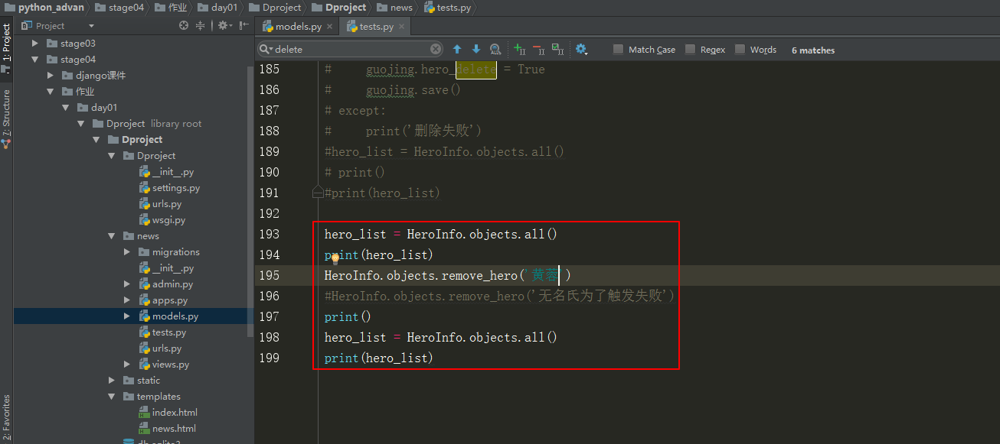 python_advan stage04 作业 day01 Dproject Dproject news tests.py
Project
models.py tests.py
1: Project
7: Structure
2: Favorites
stage03
stage04
django课件
作业
day01
Dproject library root
Dproject
Dproject
__init__.py
settings.py
urls.py
wsgi.py
news
migrations
__init__.py
admin.py
apps.py
models.py
tests.py
urls.py
views.py
static
templates
index.html
news.html
db.sqlite3
delete Match Case Regex Words 6 matches
185 # guojing.hero_delete = True
186 # guojing.save()
187 # except:
188 # print('删除失败')
189 #hero_list = HeroInfo.objects.all()
190 # print()
191 #print(hero_list)
192
193 hero_list = HeroInfo.objects.all()
194 print(hero_list)
195 HeroInfo.objects.remove_hero('黄蓉')
196 #HeroInfo.objects.remove_hero('无名氏为了触发失败')
197 print()
198 hero_list = HeroInfo.objects.all()
199 print(hero_list)